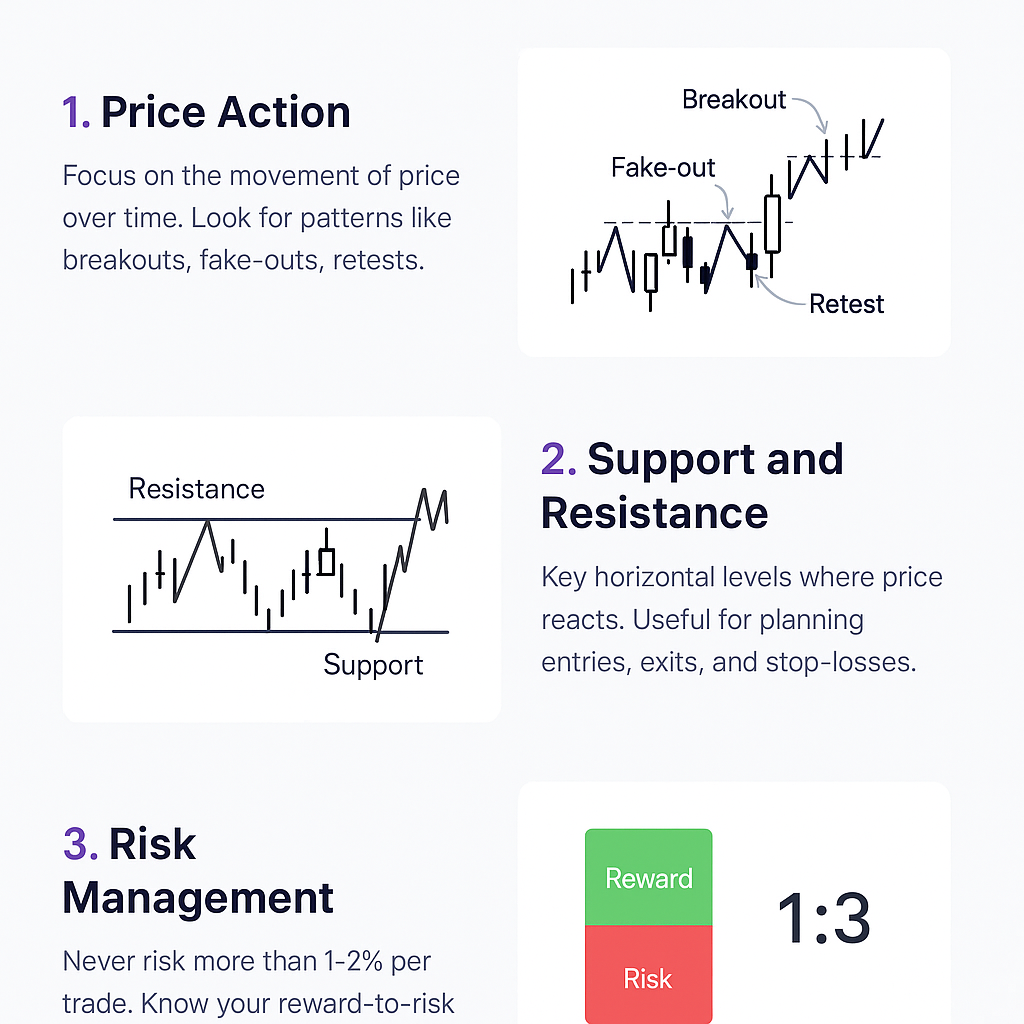 1. Price Action
Focus on the movement of price
over time. Look for patterns like
breakouts, fake-outs, retests.
Breakout
Fake-out
Retest
Resistance
Support
2. Support and
Resistance
Key horizontal levels where price
reacts. Useful for planning
entries, exits, and stop-losses.
3. Risk
Management
Never risk more than 1-2% per
trade. Know your reward-to-risk
Reward
Risk
1:3